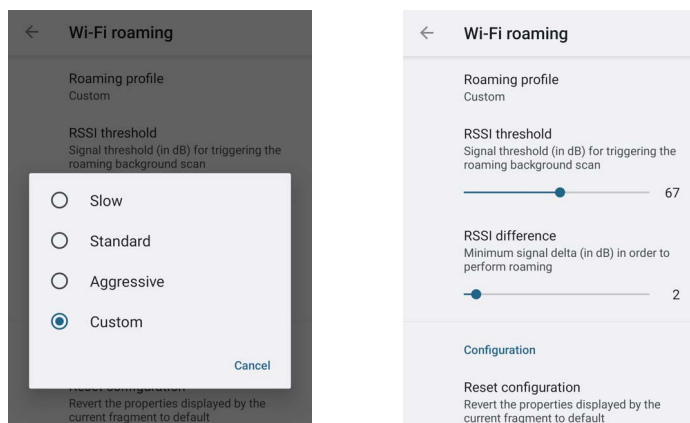 Wi-Fi roaming
Roaming profile
Custom
RSSI threshold
Signal threshold (in dB) for triggering the
roaming background scan
Slow
Standard
Aggressive
Custom
Cancel
Reset configuration
Revert the properties displayed by the
current fragment to default
Wi-Fi roaming
Roaming profile
Custom
RSSI threshold
Signal threshold (in dB) for triggering the
roaming background scan
67
RSSI difference
Minimum signal delta (in dB) in order to
perform roaming
2
Configuration
Reset configuration
Revert the properties displayed by the
current fragment to default